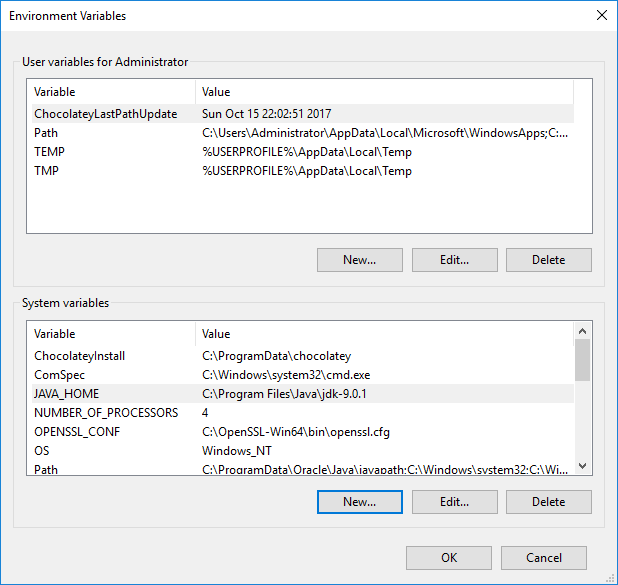 Environment Variables
User variables for Administrator
Variable Value
ChocolateyLastPathUpdate Sun Oct 15 22:02:51 2017
Path C:\Users\Administrator\AppData\Local\Microsoft\WindowsApps;C:...
TEMP %USERPROFILE%\AppData\Local\Temp
TMP %USERPROFILE%\AppData\Local\Temp
New... Edit... Delete
System variables
Variable Value
ChocolateyInstall C:\ProgramData\chocolatey
ComSpec C:\Windows\system32\cmd.exe
JAVA_HOME C:\Program Files\Java\jdk-9.0.1
NUMBER_OF_PROCESSORS 4
OPENSSL_CONF C:\OpenSSL-Win64\bin\openssl.cfg
OS Windows_NT
Path C:\ProgramData\Oracle\Java\javapath;C:\Windows\system32;C:\Wi...
New... Edit... Delete
OK Cancel